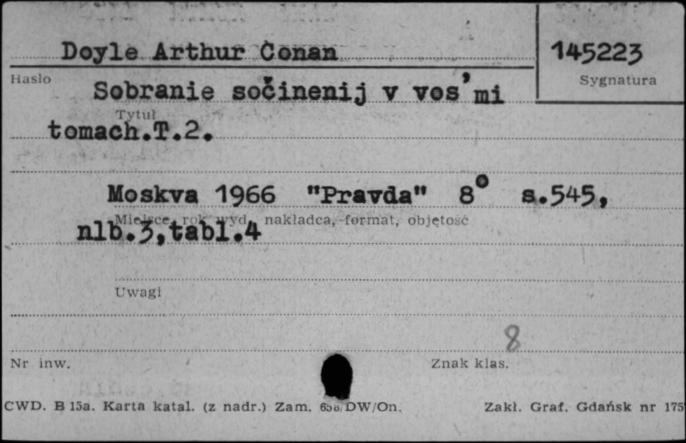 Doyle Arthur Conan
145223
Hasło
Sygnatura
Sobranie sočinenij v vos'mi
Tytuł
tomach.T.2.
Moskva 1966 "Pravda" 8° s.545,
Miejsce, rok wyd., nakładca, format, objętość
nlb.3,tabl.4
Uwagi
8
Nr inw.
Znak klas.
CWD. B 15a. Karta katal. (z nadr.) Zam. DW/On.
Zakł. Graf. Gdańsk nr 175